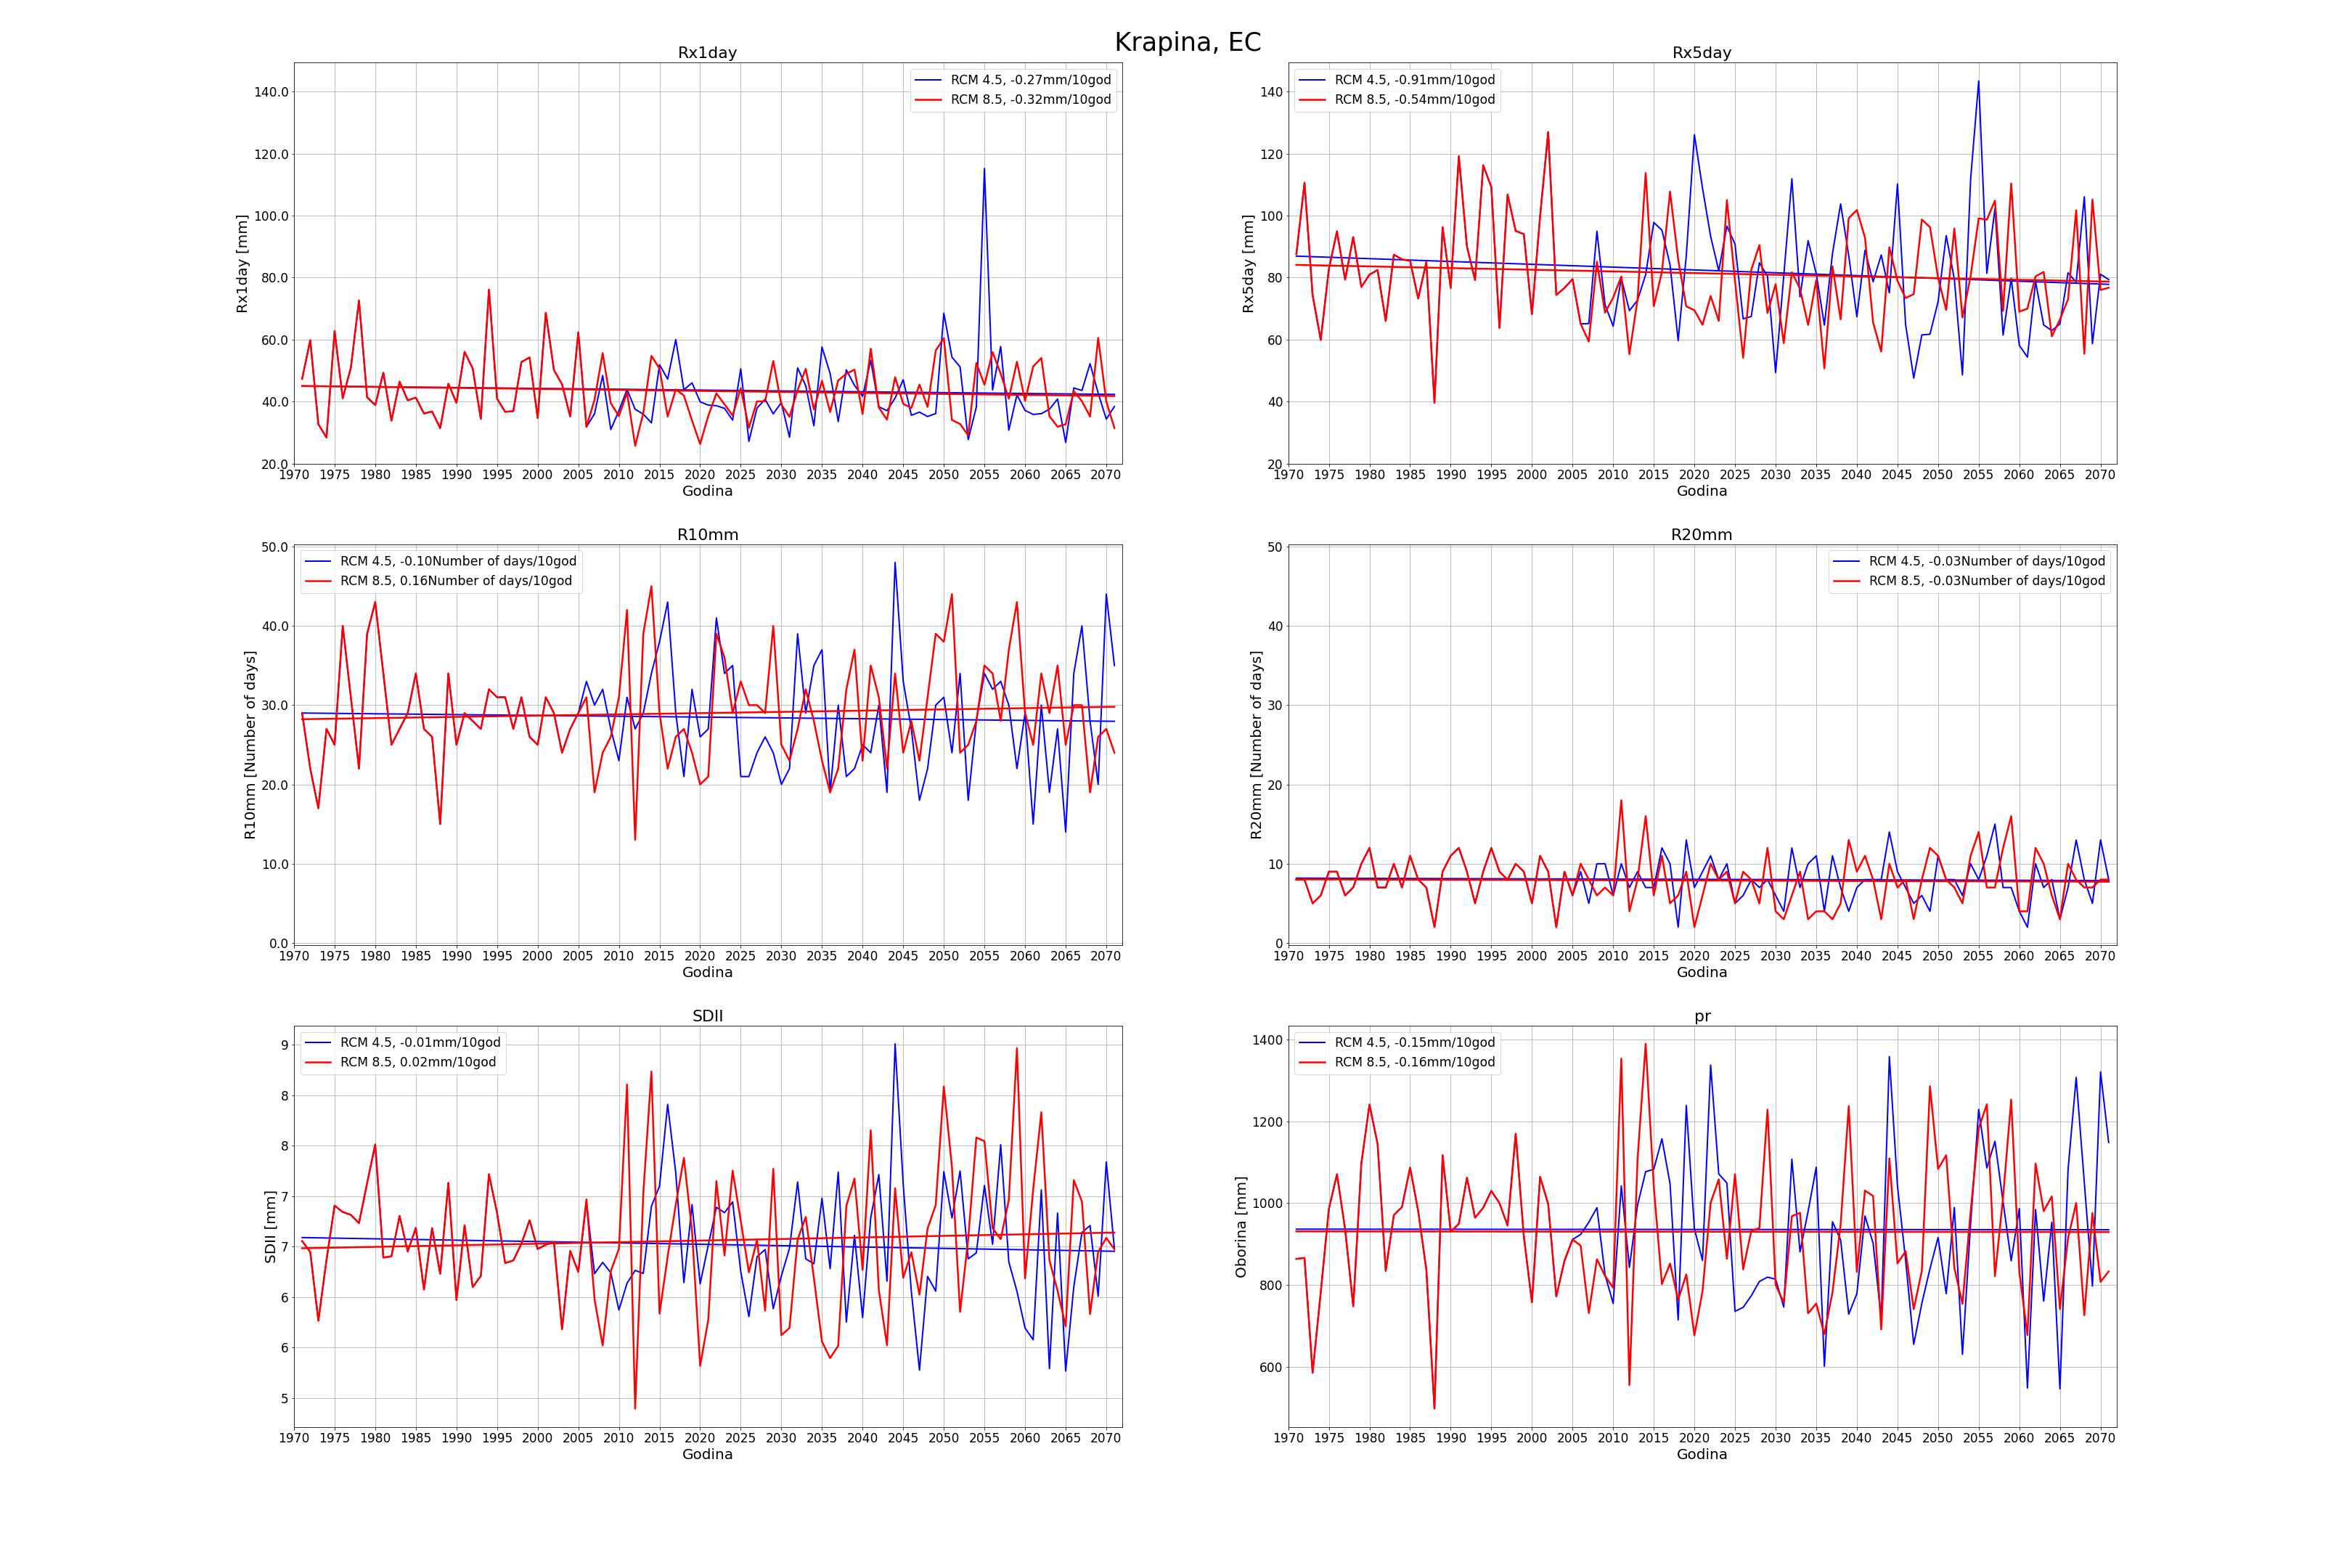 Krapina, EC
Rx1day
RCM 4.5, -0.27mm/10god
RCM 8.5, -0.32mm/10god
Rx1day [mm]
140.0
120.0
100.0
80.0
60.0
40.0
20.0
1970 1975 1980 1985 1990 1995 2000 2005 2010 2015 2020 2025 2030 2035 2040 2045 2050 2055 2060 2065 2070
Godina
Rx5day
RCM 4.5, -0.91mm/10god
RCM 8.5, -0.54mm/10god
Rx5day [mm]
140
120
100
80
60
40
20
1970 1975 1980 1985 1990 1995 2000 2005 2010 2015 2020 2025 2030 2035 2040 2045 2050 2055 2060 2065 2070
Godina
R10mm
RCM 4.5, -0.10Number of days/10god
RCM 8.5, 0.16Number of days/10god
R10mm [Number of days]
50.0
40.0
30.0
20.0
10.0
0.0
1970 1975 1980 1985 1990 1995 2000 2005 2010 2015 2020 2025 2030 2035 2040 2045 2050 2055 2060 2065 2070
Godina
R20mm
RCM 4.5, -0.03Number of days/10god
RCM 8.5, -0.03Number of days/10god
R20mm [Number of days]
50
40
30
20
10
0
1970 1975 1980 1985 1990 1995 2000 2005 2010 2015 2020 2025 2030 2035 2040 2045 2050 2055 2060 2065 2070
Godina
SDII
RCM 4.5, -0.01mm/10god
RCM 8.5, 0.02mm/10god
SDII [mm]
9
8
8
7
7
6
6
5
1970 1975 1980 1985 1990 1995 2000 2005 2010 2015 2020 2025 2030 2035 2040 2045 2050 2055 2060 2065 2070
Godina
pr
RCM 4.5, -0.15mm/10god
RCM 8.5, -0.16mm/10god
Oborina [mm]
1400
1200
1000
800
600
1970 1975 1980 1985 1990 1995 2000 2005 2010 2015 2020 2025 2030 2035 2040 2045 2050 2055 2060 2065 2070
Godina